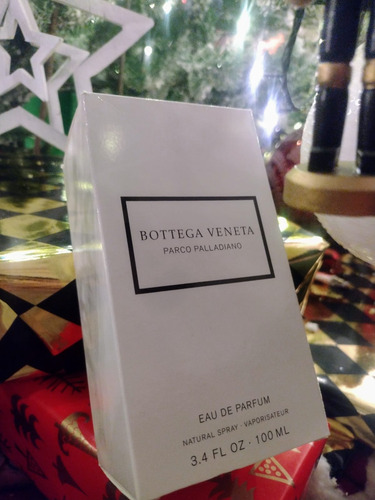 BOTTEGA VENETA
PARCO PALLADIANO
EAU DE PARFUM
NATURAL SPRAY · VAPORISATEUR
3.4 FL OZ · 100 ML